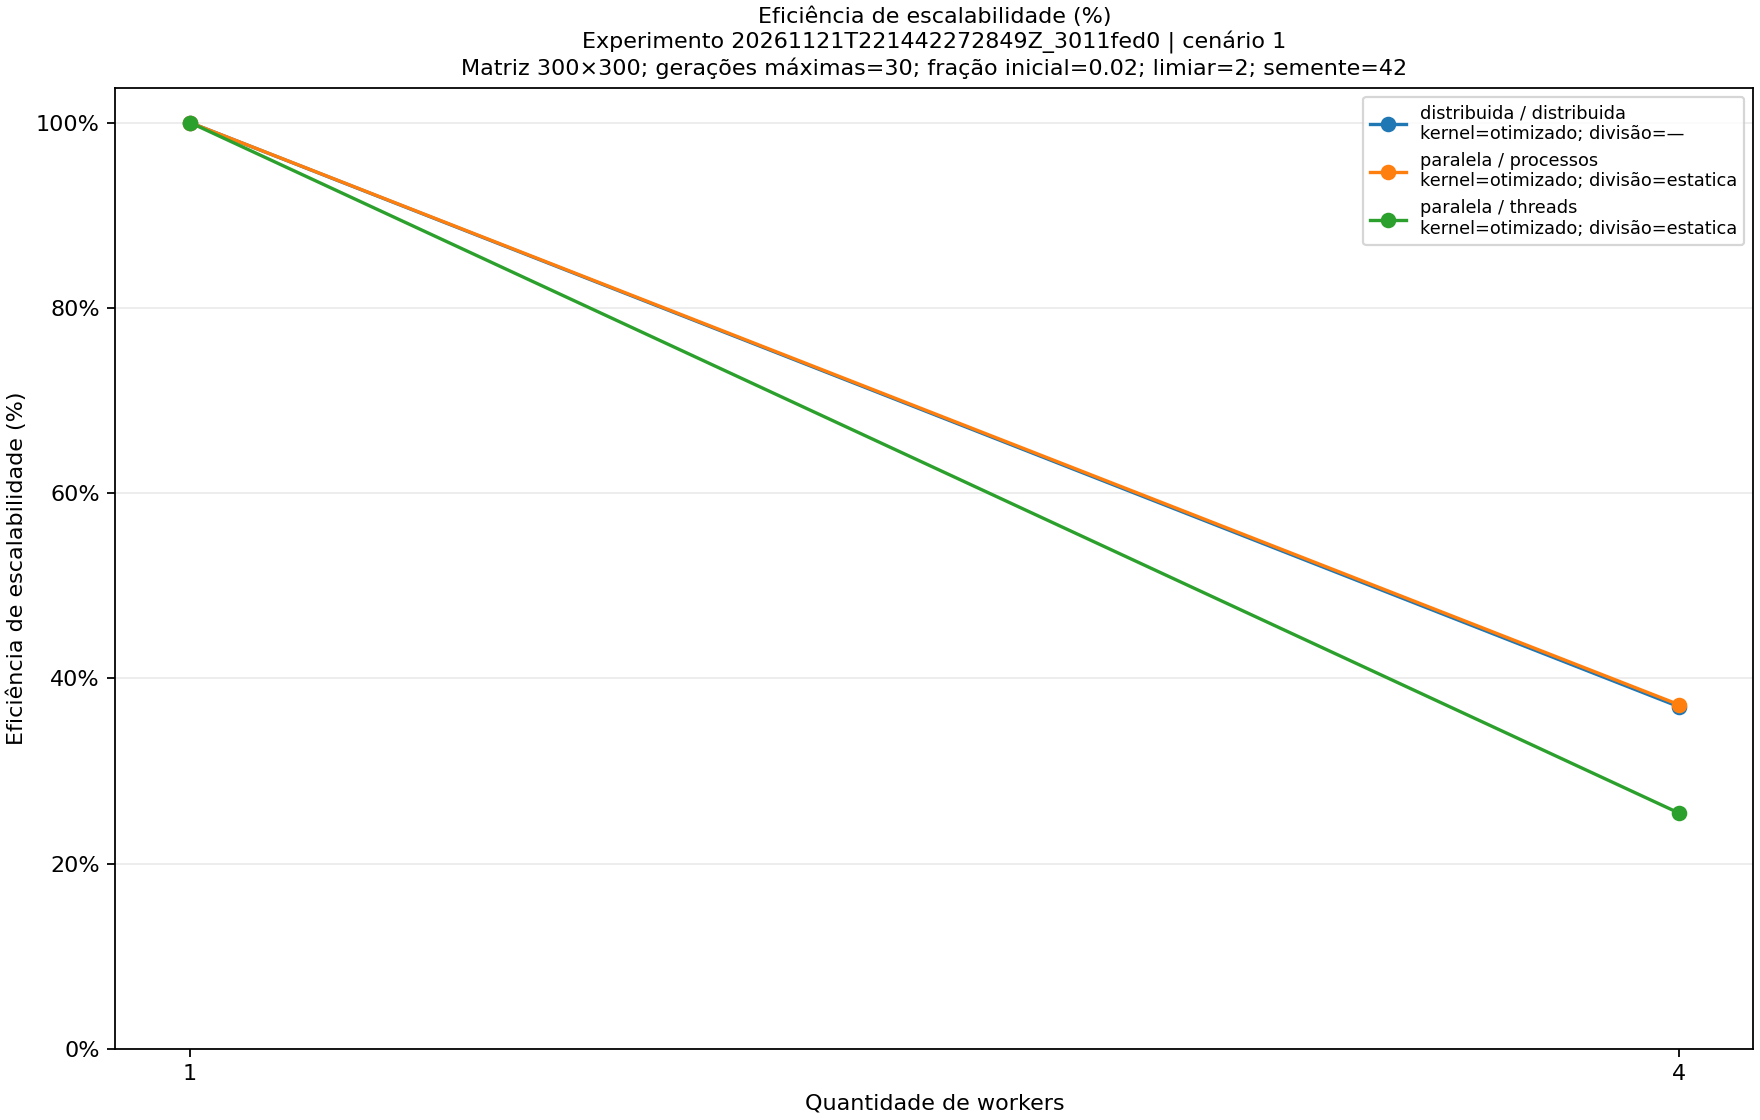 Eficiência de escalabilidade (%)
Experimento 20261121T221442272849Z_3011fed0 | cenário 1
Matriz 300×300; gerações máximas=30; fração inicial=0.02; limiar=2; semente=42
distribuida / distribuida
kernel=otimizado; divisão=—
paralela / processos
kernel=otimizado; divisão=estatica
paralela / threads
kernel=otimizado; divisão=estatica
Eficiência de escalabilidade (%)
100%
80%
60%
40%
20%
0%
1
4
Quantidade de workers